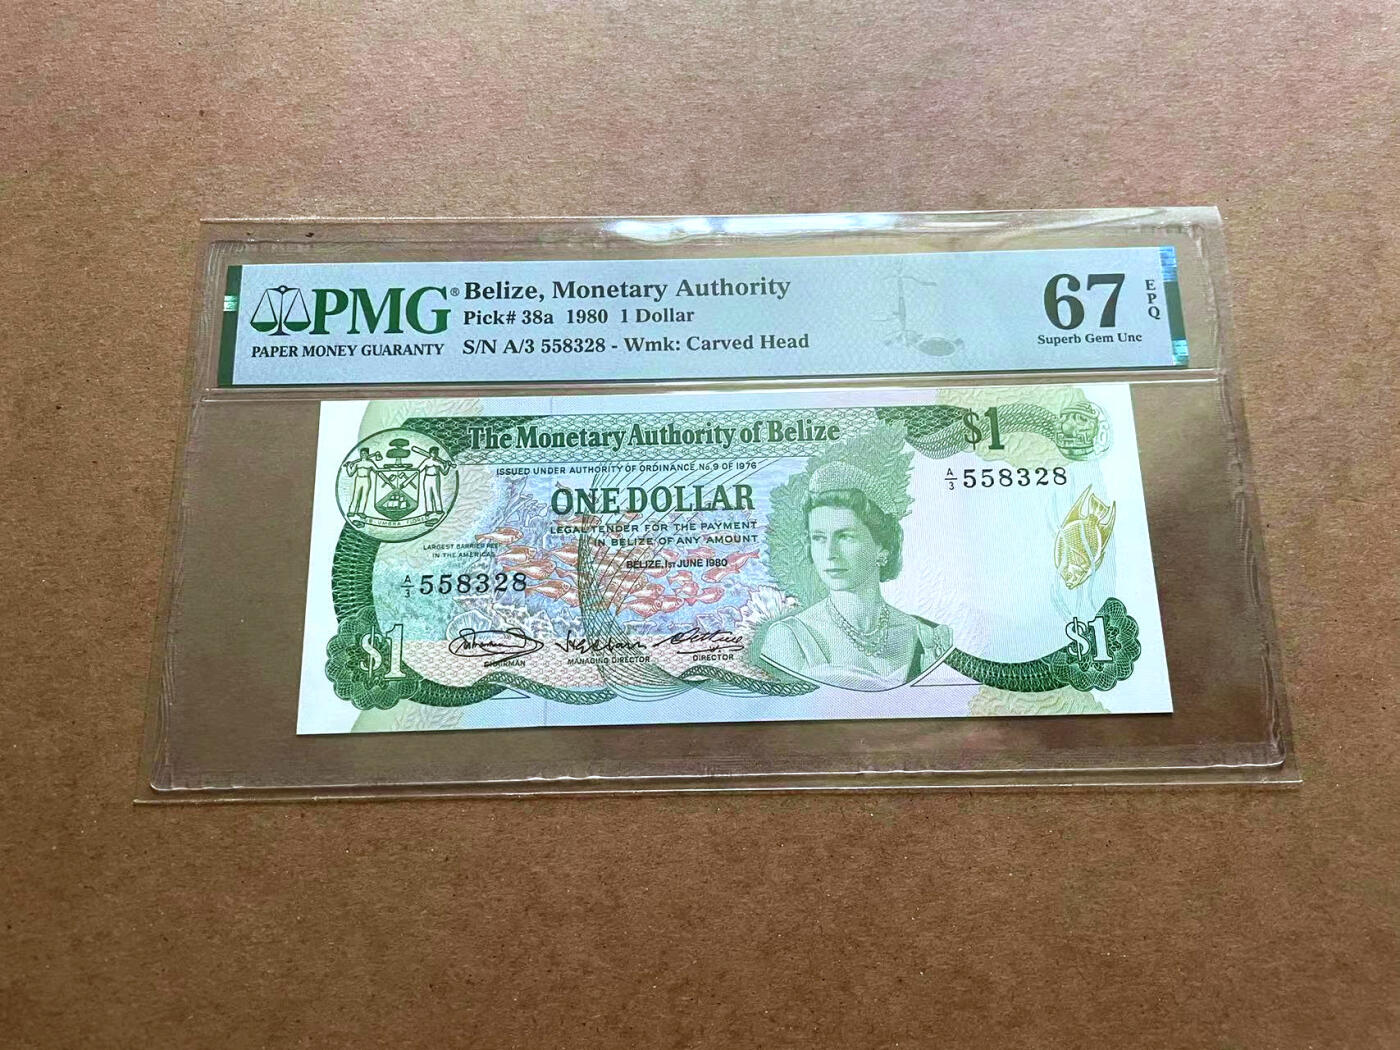 PMG®
PAPER MONEY GUARANTY
Belize, Monetary Authority
Pick# 38a 1980 1 Dollar
S/N A/3 558328 - Wmk: Carved Head
67
EPQ
Superb Gem Unc
The Monetary Authority of Belize
$1
ISSUED UNDER AUTHORITY OF ORDINANCE No. 9 OF 1976
A/3 558328
ONE DOLLAR
LEGAL TENDER FOR THE PAYMENT
IN BELIZE OF ANY AMOUNT
LARGEST BARRIER REEF
IN THE AMERICAS
BELIZE, 1ST JUNE 1980
A/3 558328
$1
CHAIRMAN
MANAGING DIRECTOR
DIRECTOR
$1